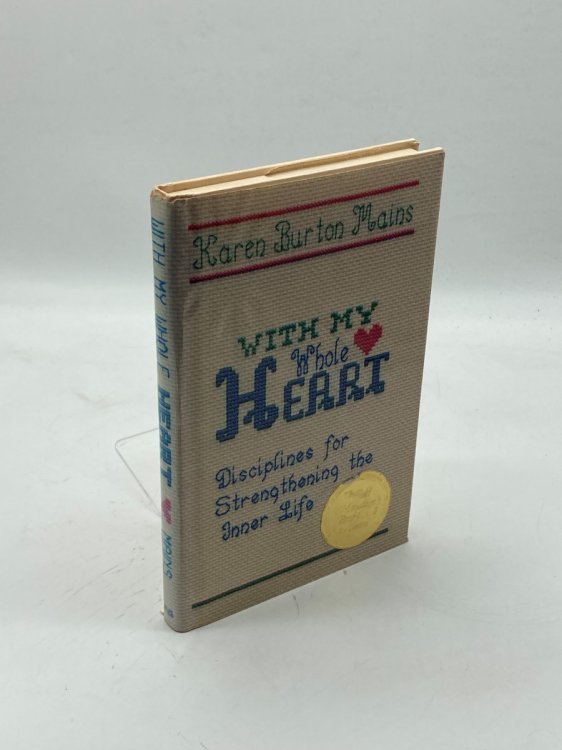 Karen Burton Mains
WITH MY
Whole
HEART
Disciplines for
Strengthening the
Inner Life
WITH MY WHOLE HEART MAINS